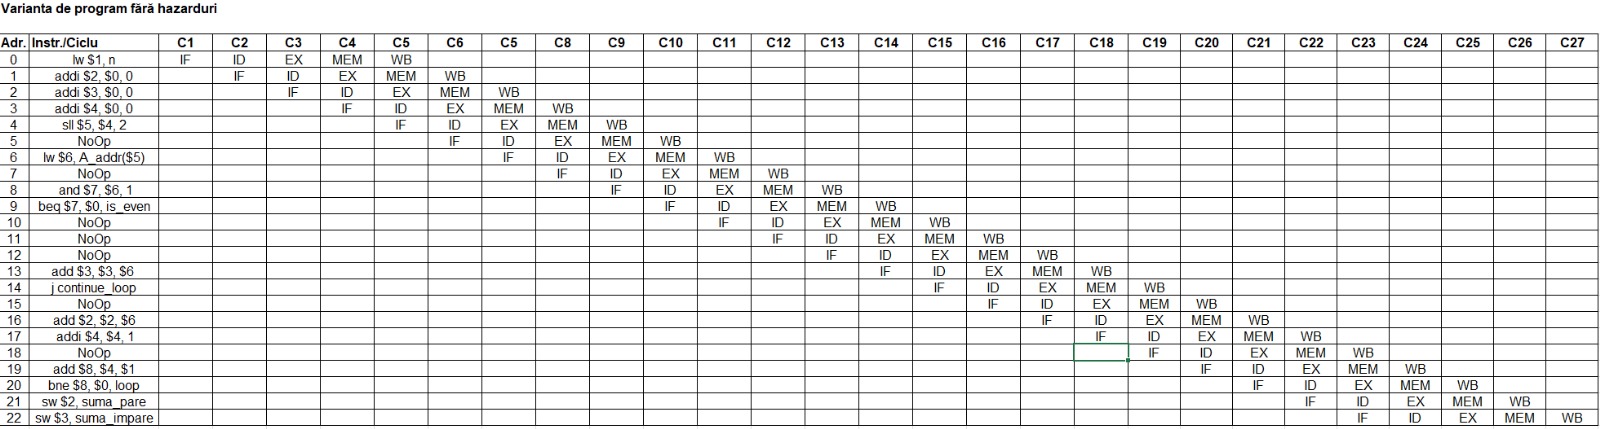 Varianta de program fără hazarduri
Adr. Instr./Ciclu C1 C2 C3 C4 C5 C6 C5 C8 C9 C10 C11 C12 C13 C14 C15 C16 C17 C18 C19 C20 C21 C22 C23 C24 C25 C26 C27
0 lw $1, n IF ID EX MEM WB
1 addi $2, $0, 0 IF ID EX MEM WB
2 addi $3, $0, 0 IF ID EX MEM WB
3 addi $4, $0, 0 IF ID EX MEM WB
4 sll $5, $4, 2 IF ID EX MEM WB
5 NoOp IF ID EX MEM WB
6 lw $6, A_addr($5) IF ID EX MEM WB
7 NoOp IF ID EX MEM WB
8 and $7, $6, 1 IF ID EX MEM WB
9 beq $7, $0, is_even IF ID EX MEM WB
10 NoOp IF ID EX MEM WB
11 NoOp IF ID EX MEM WB
12 NoOp IF ID EX MEM WB
13 add $3, $3, $6 IF ID EX MEM WB
14 j continue_loop IF ID EX MEM WB
15 NoOp IF ID EX MEM WB
16 add $2, $2, $6 IF ID EX MEM WB
17 addi $4, $4, 1 IF ID EX MEM WB
18 NoOp IF ID EX MEM WB
19 add $8, $4, $1 IF ID EX MEM WB
20 bne $8, $0, loop IF ID EX MEM WB
21 sw $2, suma_pare IF ID EX MEM WB
22 sw $3, suma_impare IF ID EX MEM WB